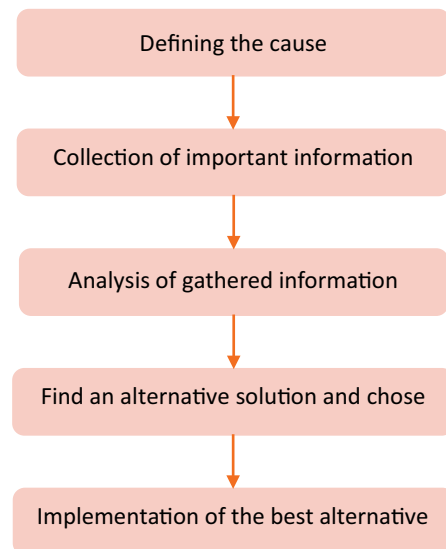 Defining the cause
Collection of important information
Analysis of gathered information
Find an alternative solution and chose
Implementation of the best alternative